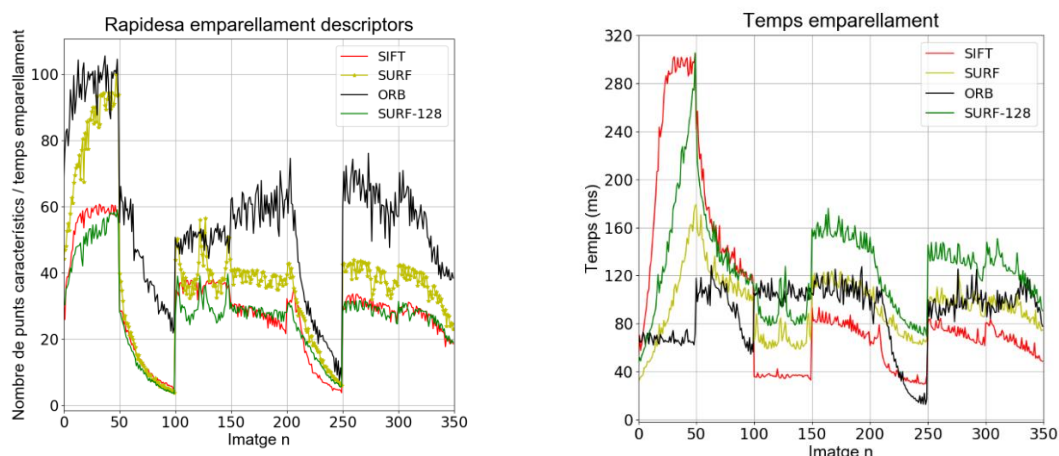 Rapidesa emparellament descriptors
Nombre de punts característics / temps emparellament
100
80
60
40
20
0
SIFT
SURF
ORB
SURF-128
0 50 100 150 200 250 300 350
Imatge n
Temps emparellament
Temps (ms)
320
280
240
200
160
120
80
40
0
SIFT
SURF
ORB
SURF-128
0 50 100 150 200 250 300 350
Imatge n